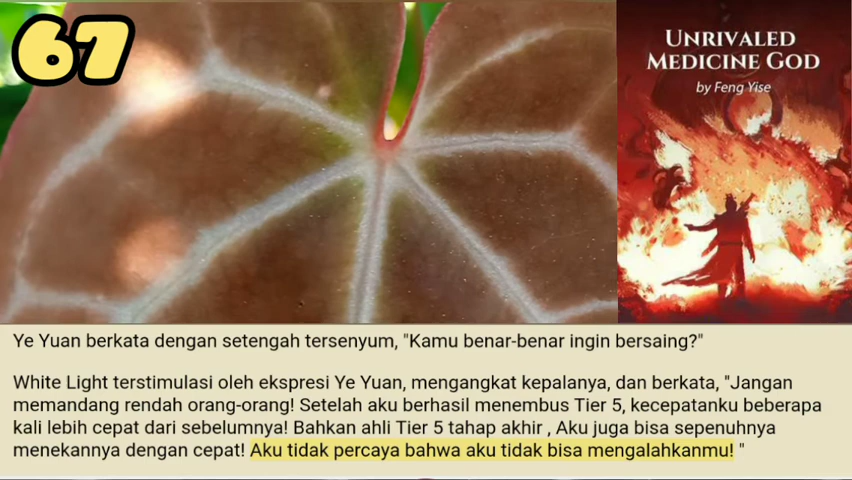 67
UNRIVALED
MEDICINE GOD
by Feng Yise
Ye Yuan berkata dengan setengah tersenyum, "Kamu benar-benar ingin bersaing?"
White Light terstimulasi oleh ekspresi Ye Yuan, mengangkat kepalanya, dan berkata, "Jangan
memandang rendah orang-orang! Setelah aku berhasil menembus Tier 5, kecepatanku beberapa
kali lebih cepat dari sebelumnya! Bahkan ahli Tier 5 tahap akhir , Aku juga bisa sepenuhnya
menekannya dengan cepat! Aku tidak percaya bahwa aku tidak bisa mengalahkanmu! "